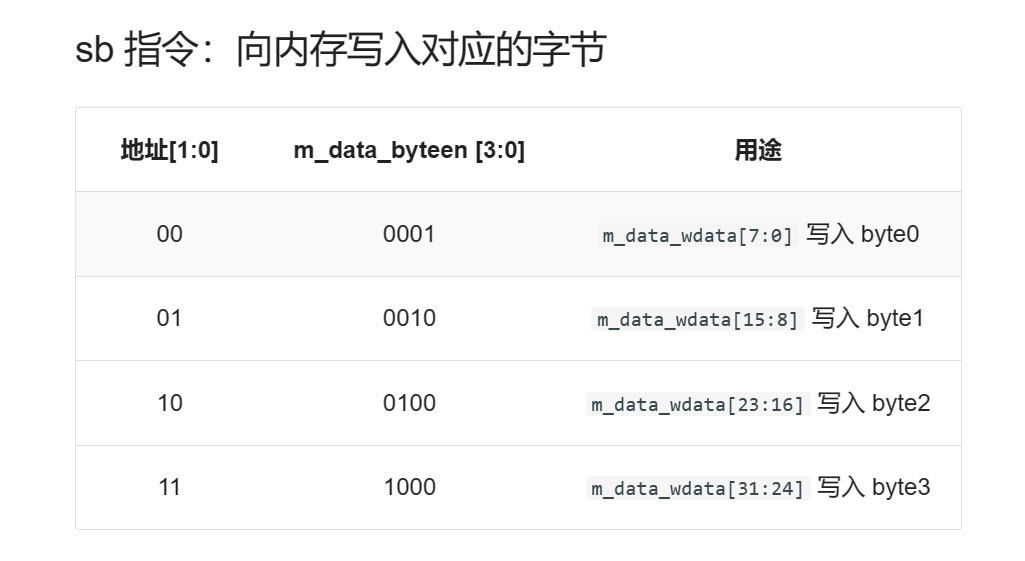 sb 指令：向内存写入对应的字节
地址[1:0] m_data_byteen [3:0] 用途
00 0001 m_data_wdata[7:0] 写入 byte0
01 0010 m_data_wdata[15:8] 写入 byte1
10 0100 m_data_wdata[23:16] 写入 byte2
11 1000 m_data_wdata[31:24] 写入 byte3